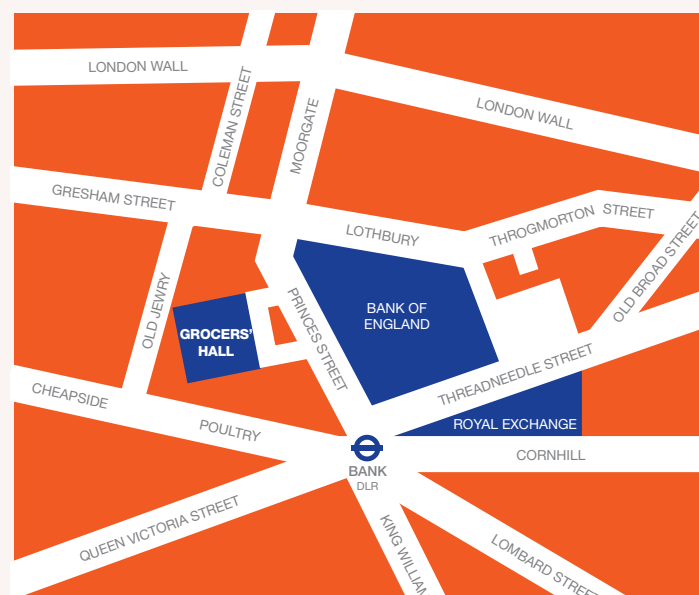 LONDON WALL
COLEMAN STREET
MOORGATE
LONDON WALL
GRESHAM STREET
LOTHBURY
THROGMORTON STREET
OLD BROAD STREET
OLD JEWRY
PRINCES STREET
BANK OF
ENGLAND
GROCERS'
HALL
THREADNEEDLE STREET
CHEAPSIDE
POULTRY
ROYAL EXCHANGE
CORNHILL
BANK
DLR
QUEEN VICTORIA STREET
KING WILLIAM
LOMBARD STREET